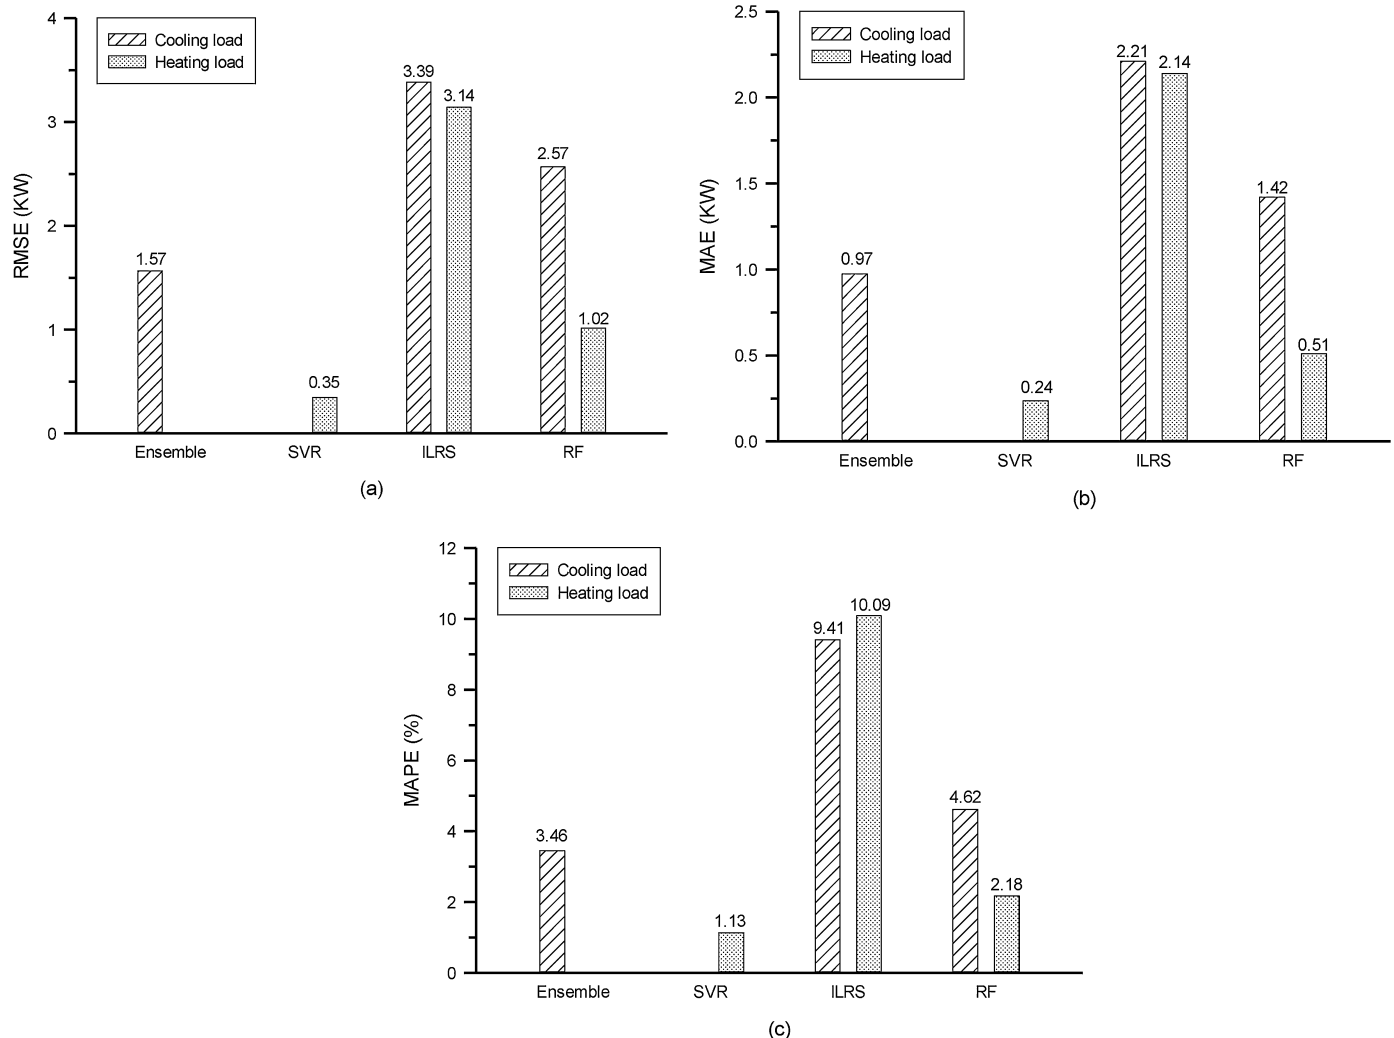 4
3
2
1
0
RMSE (KW)
Cooling load
Heating load
1.57
0.35
3.39
3.14
2.57
1.02
Ensemble
SVR
ILRS
RF
(a)
2.5
2.0
1.5
1.0
0.5
0.0
MAE (KW)
Cooling load
Heating load
0.97
0.24
2.21
2.14
1.42
0.51
Ensemble
SVR
ILRS
RF
(b)
12
10
8
6
4
2
0
MAPE (%)
Cooling load
Heating load
3.46
1.13
9.41
10.09
4.62
2.18
Ensemble
SVR
ILRS
RF
(c)